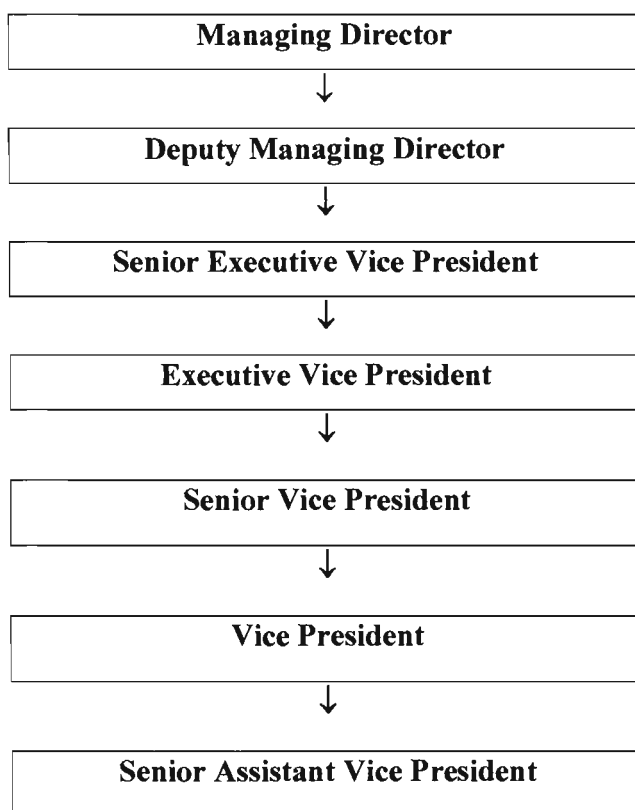 Managing Director
↓
Deputy Managing Director
↓
Senior Executive Vice President
↓
Executive Vice President
↓
Senior Vice President
↓
Vice President
↓
Senior Assistant Vice President